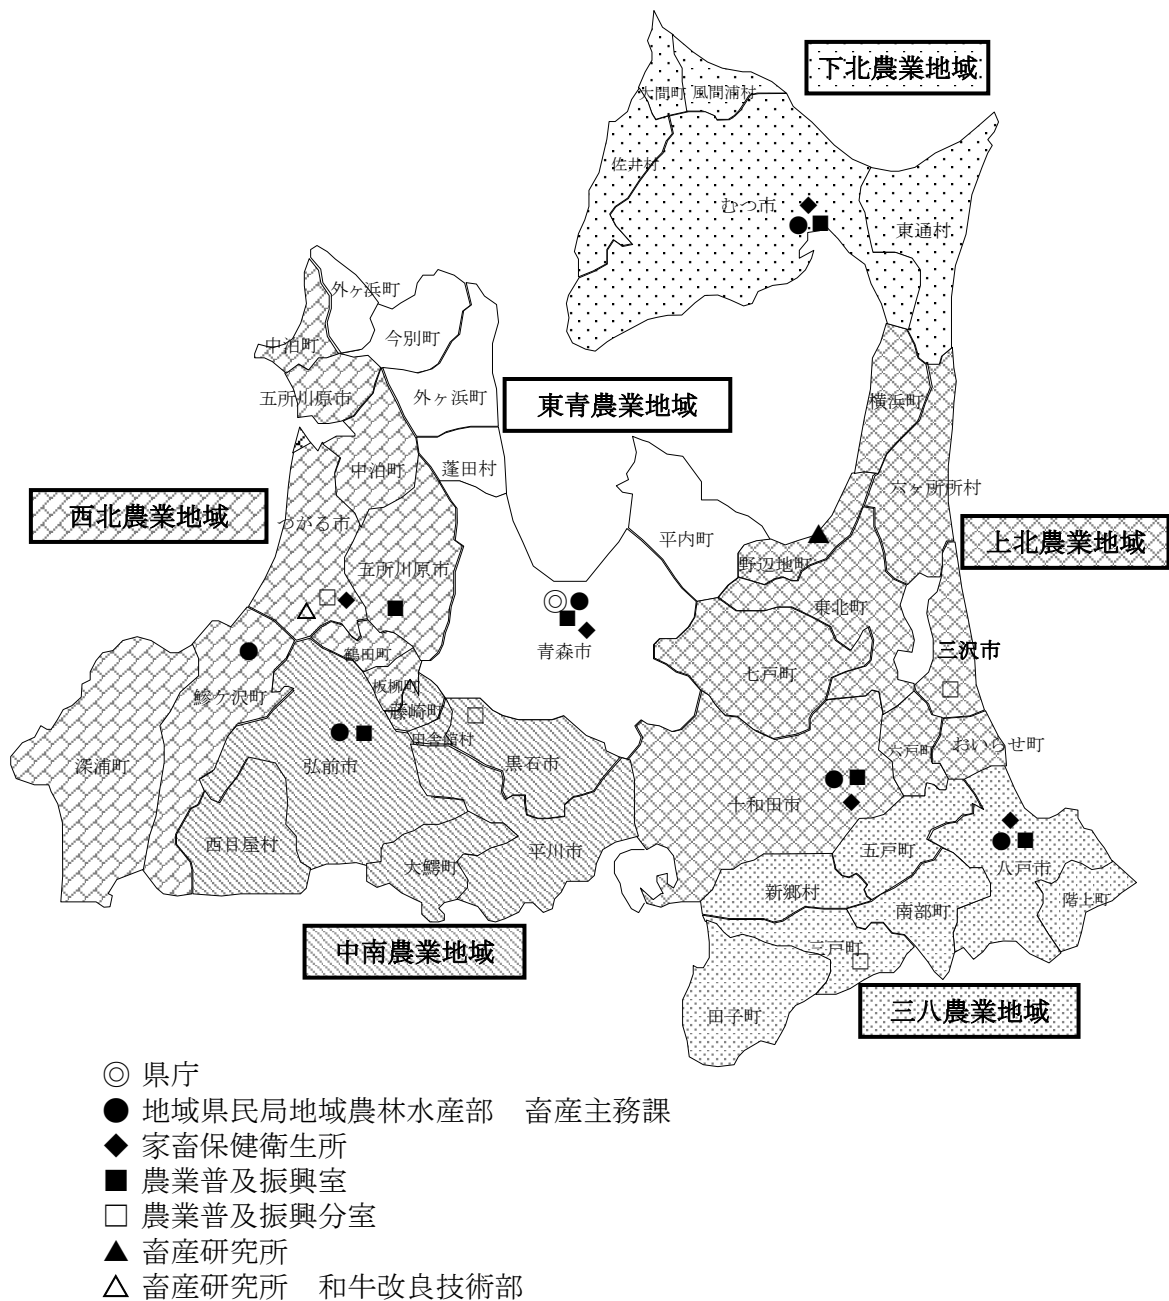 下北農業地域
大間町
風間浦村
佐井村
むつ市
東通村
外ヶ浜町
今別町
中泊町
五所川原市
外ヶ浜町
東青農業地域
横浜町
中泊町
蓬田村
六ヶ所所村
西北農業地域
つがる市
平内町
上北農業地域
五所川原市
野辺地町
東北町
青森市
三沢市
鶴田町
七戸町
板柳町
鰺ケ沢町
藤崎町
田舎館村
六戸町
おいらせ町
深浦町
弘前市
黒石市
十和田市
西目屋村
大鰐町
平川市
五戸町
八戸市
新郷村
南部町
階上町
中南農業地域
三戸町
三八農業地域
田子町
◎ 県庁
● 地域県民局地域農林水産部　畜産主務課
◆ 家畜保健衛生所
■ 農業普及振興室
□ 農業普及振興分室
▲ 畜産研究所
△ 畜産研究所　和牛改良技術部